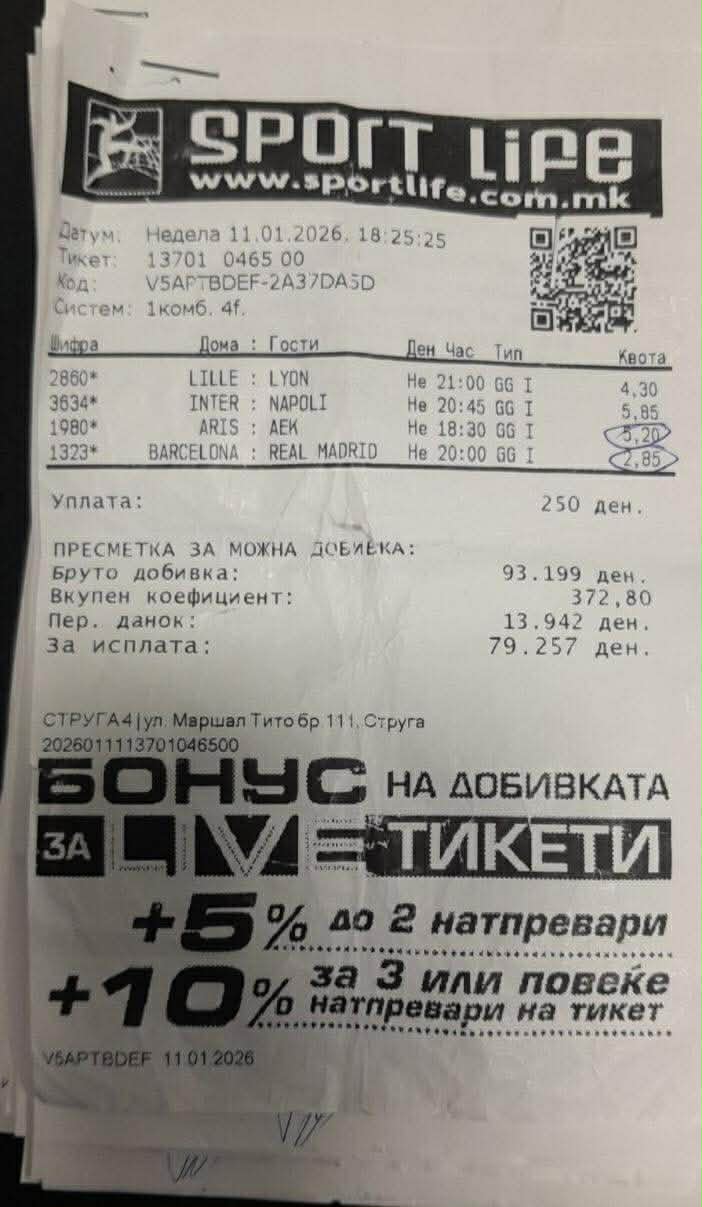 SPORT LIFE
www.sportlife.com.mk
Датум: Недела 11.01.2026, 18:25:25
Тикет: 13701 0465 00
Код: V5APTBDEF-2A37DA5D
Систем: 1комб. 4f.
Шифра Дома : Гости Ден Час Тип Квота
2860* LILLE : LYON Не 21:00 GG I 4,30
3634* INTER : NAPOLI Не 20:45 GG I 5,85
1980* ARIS : AEK Не 18:30 GG I 5,20
1323* BARCELONA : REAL MADRID Не 20:00 GG I 2,85
Уплата: 250 ден.
ПРЕСМЕТКА ЗА МОЖНА ДОБИВКА:
Бруто добивка: 93.199 ден.
Вкупен коефициент: 372,80
Пер. данок: 13.942 ден.
За исплата: 79.257 ден.
СТРУГА 4|ул. Маршал Тито бр 111, Струга
2026011113701046500
БОНУС НА ДОБИВКАТА
ЗА LIVE ТИКЕТИ
+5% до 2 натпревари
+10% за 3 или повеќе натпревари на тикет
V5APTBDEF 11.01.2026